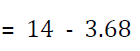 = 14 - 3.68